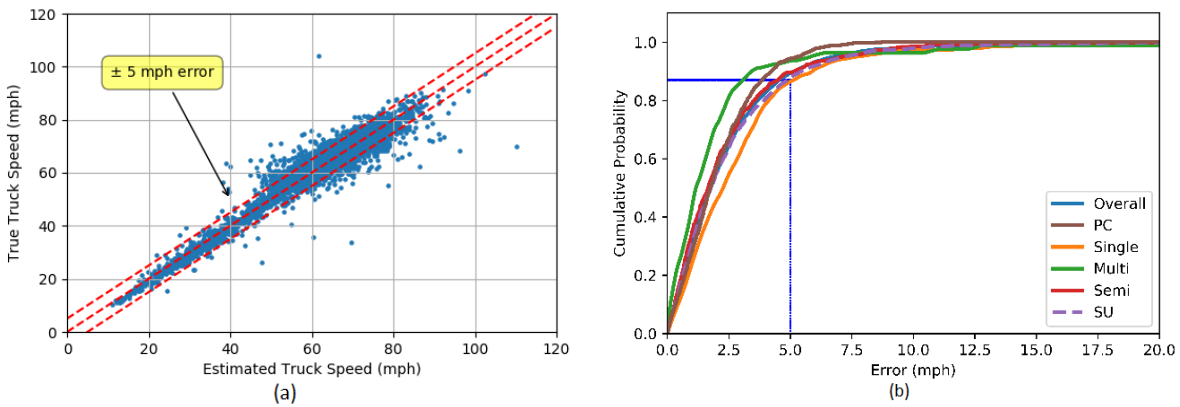 120
100
80
60
40
20
0
True Truck Speed (mph)
± 5 mph error
0 20 40 60 80 100 120
Estimated Truck Speed (mph)
(a)
1.0
0.8
0.6
0.4
0.2
0.0
Cumulative Probability
Overall
PC
Single
Multi
Semi
SU
0.0 2.5 5.0 7.5 10.0 12.5 15.0 17.5 20.0
Error (mph)
(b)